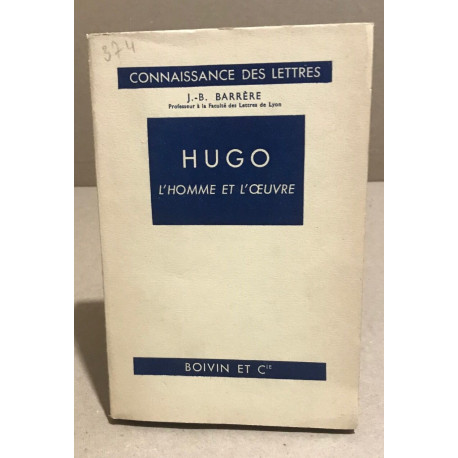 374
CONNAISSANCE DES LETTRES
J.-B. BARRÈRE
Professeur à la Faculté des Lettres de Lyon
HUGO
L'HOMME ET L'ŒUVRE
BOIVIN ET Cie